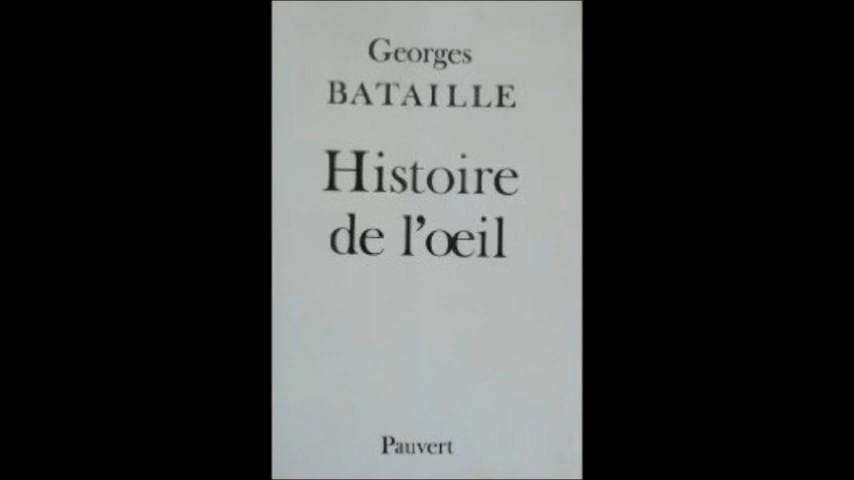 Georges
BATAILLE
Histoire
de l'œil
Pauvert